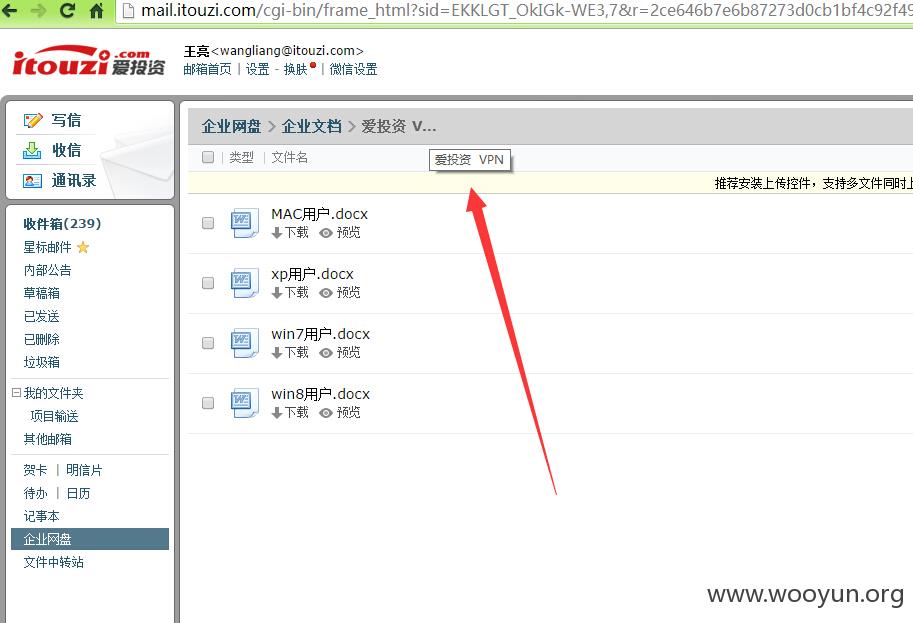 mail.itouzi.com/cgi-bin/frame_html?sid=EKKLGT_OkIGk-WE3,7&r=2ce646b7e6b87273d0cb1bf4c92f49
itouzi.com爱投资
王亮<wangliang@itouzi.com>
邮箱首页 | 设置 - 换肤 | 微信设置
写信
收信
通讯录
收件箱(239)
星标邮件
内部公告
草稿箱
已发送
已删除
垃圾箱
我的文件夹
项目输送
其他邮箱
贺卡 | 明信片
待办 | 日历
记事本
企业网盘
文件中转站
企业网盘 > 企业文档 > 爱投资 V...
类型 | 文件名
爱投资 VPN
推荐安装上传控件，支持多文件同时上
MAC用户.docx
下载 预览
xp用户.docx
下载 预览
win7用户.docx
下载 预览
win8用户.docx
下载 预览
www.wooyun.org